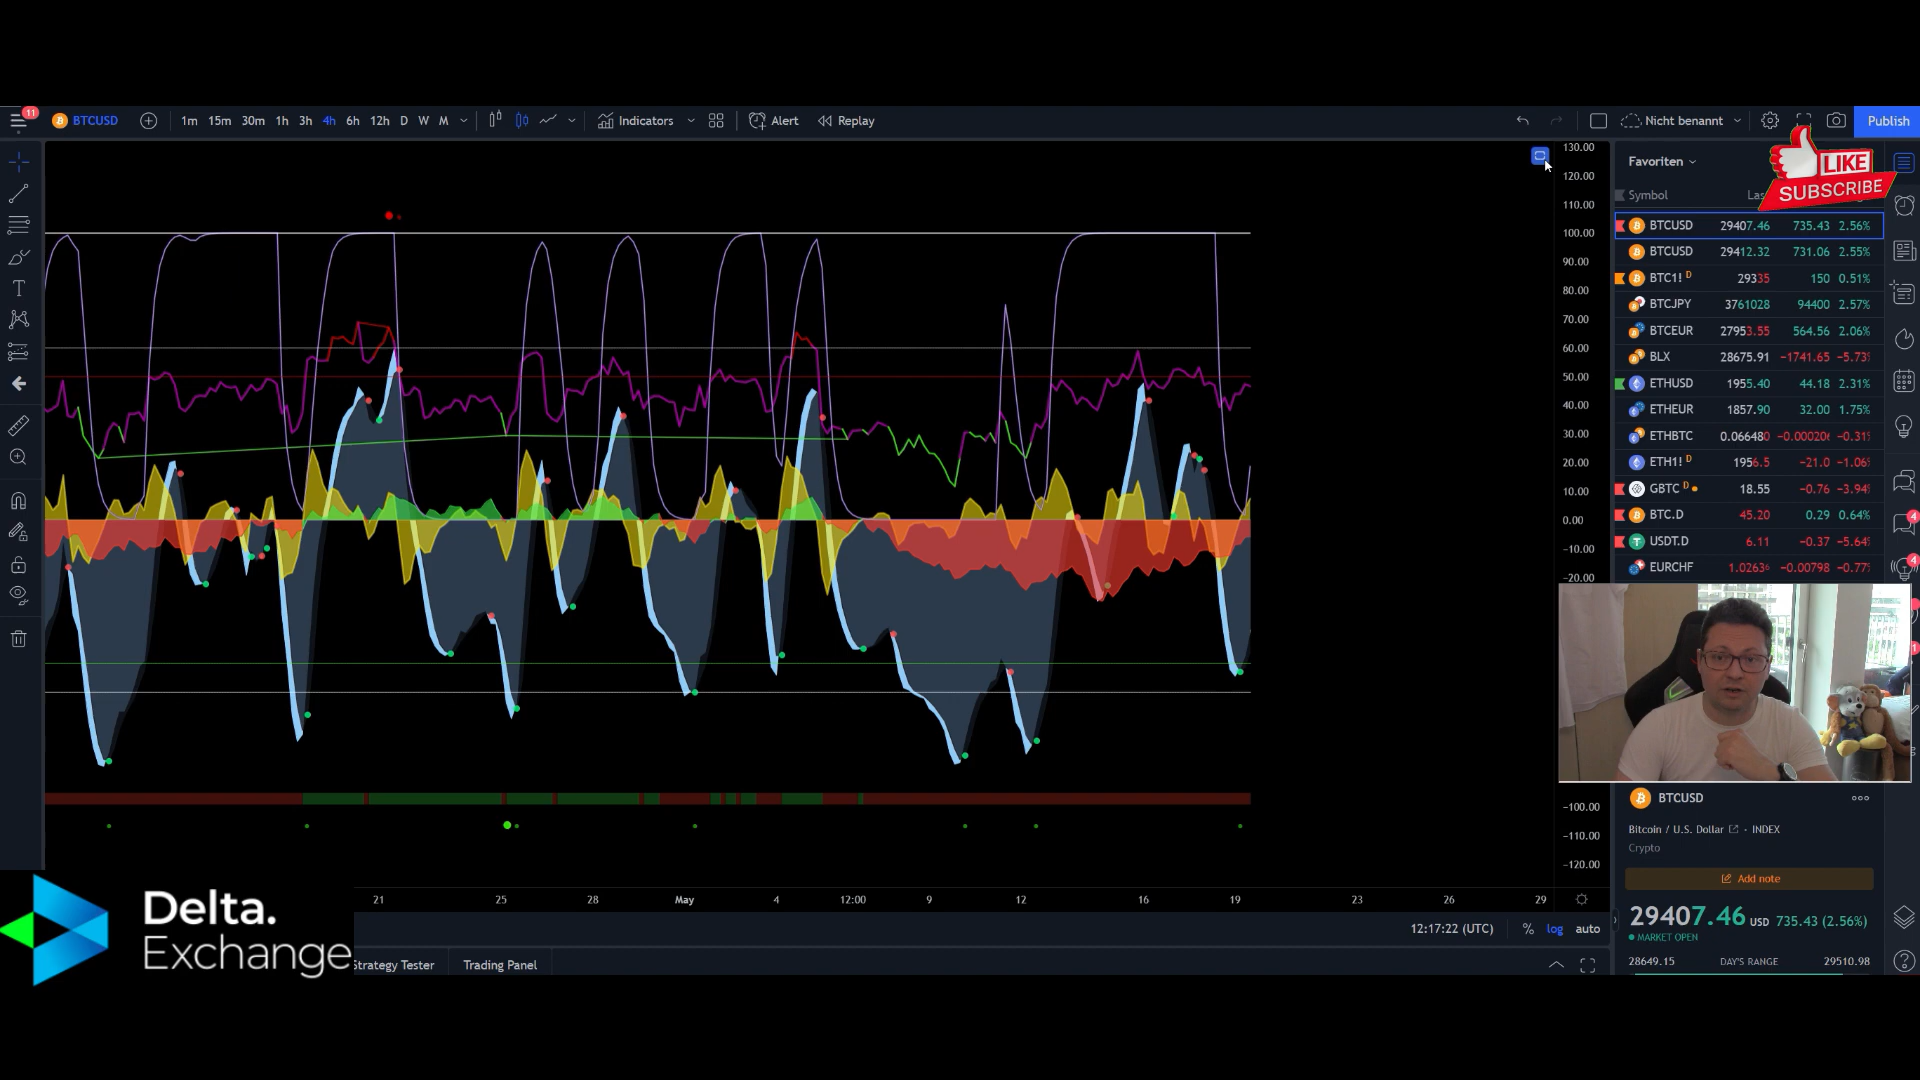 11
BTCUSD 1m 15m 30m 1h 3h 4h 6h 12h D W M Indicators Alert Replay Nicht benannt Publish
130.00
120.00
110.00
100.00
90.00
80.00
70.00
60.00
50.00
40.00
30.00
20.00
10.00
0.00
−10.00
−20.00
−100.00
−110.00
−120.00
Favoriten
LIKE
SUBSCRIBE
Symbol
BTCUSD 29407.46 735.43 2.56%
BTCUSD 29412.32 731.06 2.55%
BTC1! D 29335 150 0.51%
BTCJPY 3761028 94400 2.57%
BTCEUR 27953.55 564.56 2.06%
BLX 28675.91 −1741.65
ETHUSD 1955.40 44.18 2.31%
ETHEUR 1857.90 32.00 1.75%
ETHBTC 0.066480
ETH1! D 1956.5 −21.0
GBTC D 18.55 −0.76
BTC.D 45.20 0.29 0.64%
USDT.D 6.11 −0.37
EURCHF 1.02636 −0.00798
4
4
BTCUSD
Bitcoin / U.S. Dollar · INDEX
Crypto
Add note
29407.46 USD 735.43 (2.56%)
MARKET OPEN
28649.15 DAY'S RANGE 29510.98
21 25 28 May 4 12:00 9 12 16 19 23 26 29
12:17:22 (UTC) % log auto
Strategy Tester Trading Panel
Delta.
Exchange